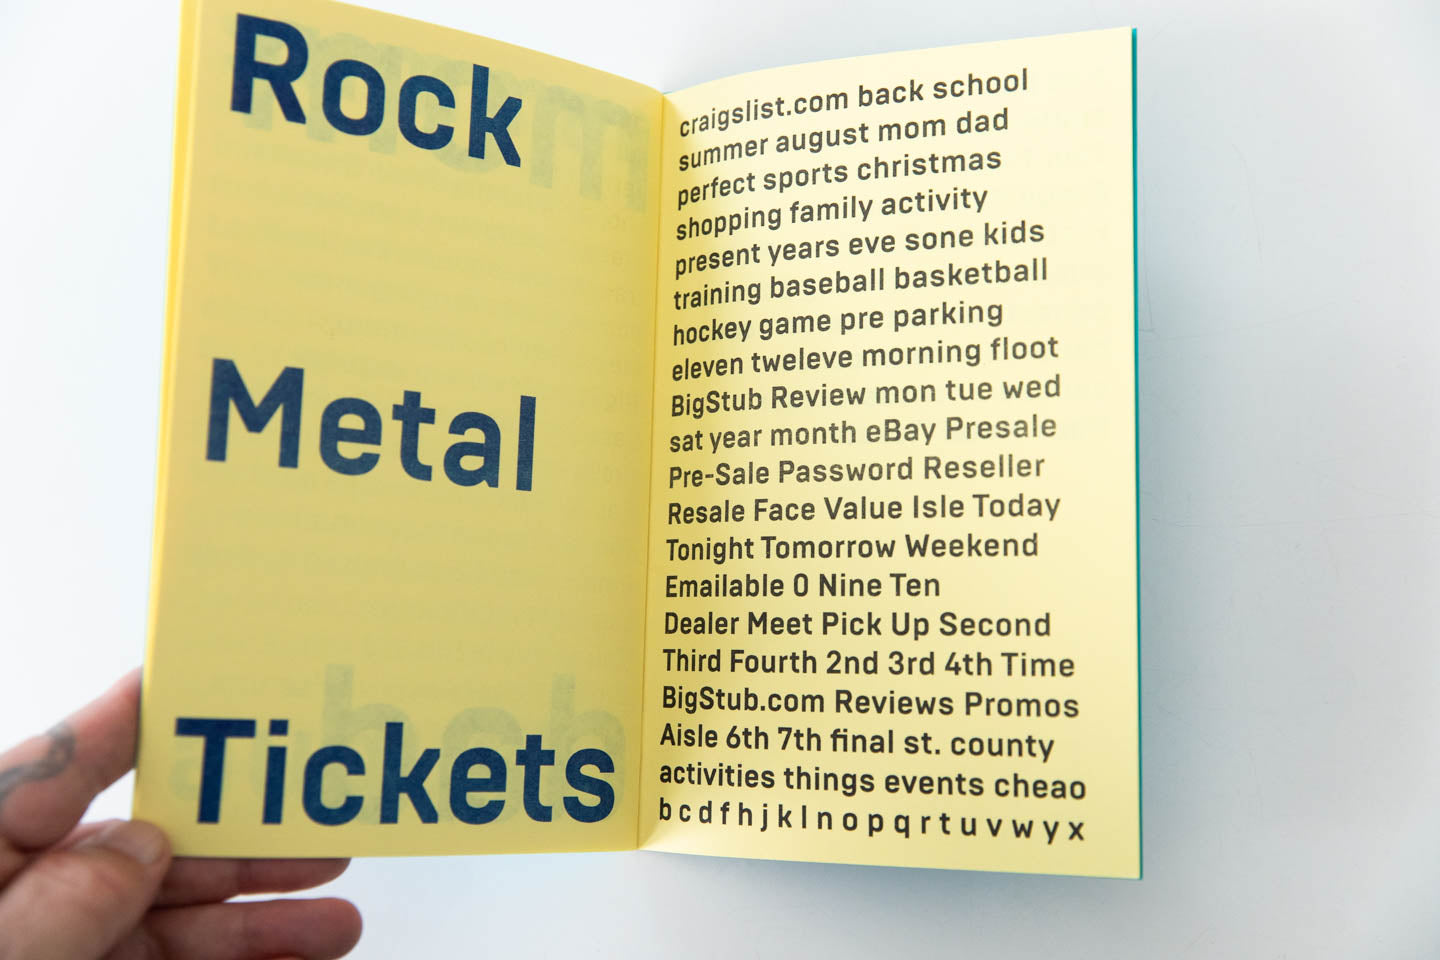 Rock
Metal
Tickets
craigslist.com back school
summer august mom dad
perfect sports christmas
shopping family activity
present years eve sone kids
training baseball basketball
hockey game pre parking
eleven tweleve morning floot
BigStub Review mon tue wed
sat year month eBay Presale
Pre-Sale Password Reseller
Resale Face Value Isle Today
Tonight Tomorrow Weekend
Emailable 0 Nine Ten
Dealer Meet Pick Up Second
Third Fourth 2nd 3rd 4th Time
BigStub.com Reviews Promos
Aisle 6th 7th final st. county
activities things events cheao
b c d f h j k l n o p q r t u v w y x